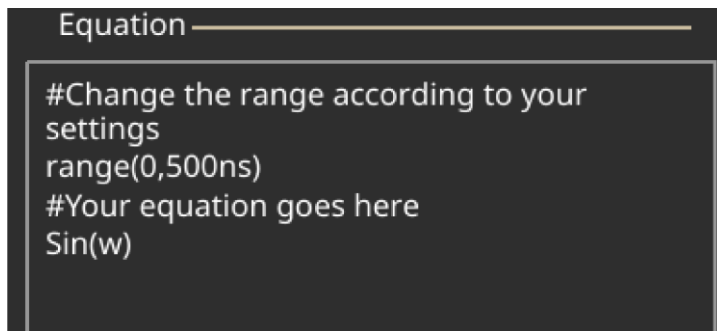 Equation
#Change the range according to your
settings
range(0,500ns)
#Your equation goes here
Sin(w)